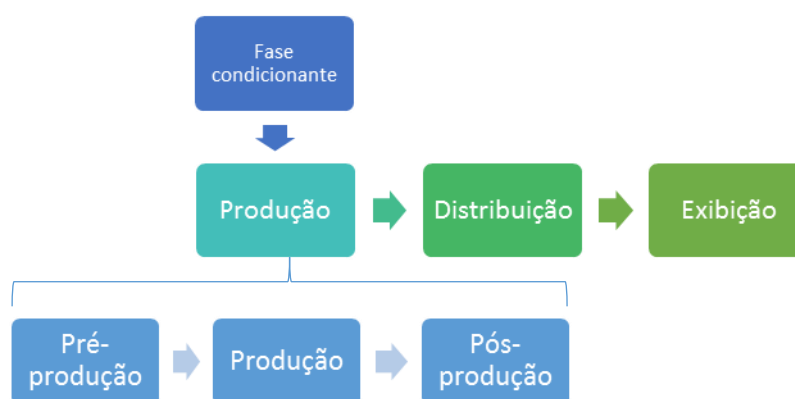 Fase
condicionante
Produção
Distribuição
Exibição
Pré-
produção
Produção
Pós-
produção